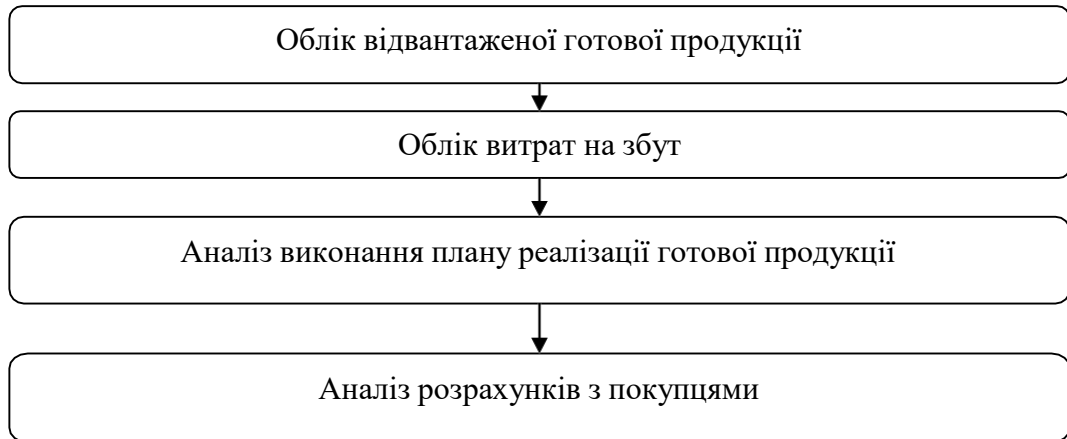 Облік відвантаженої готової продукції
Облік витрат на збут
Аналіз виконання плану реалізації готової продукції
Аналіз розрахунків з покупцями